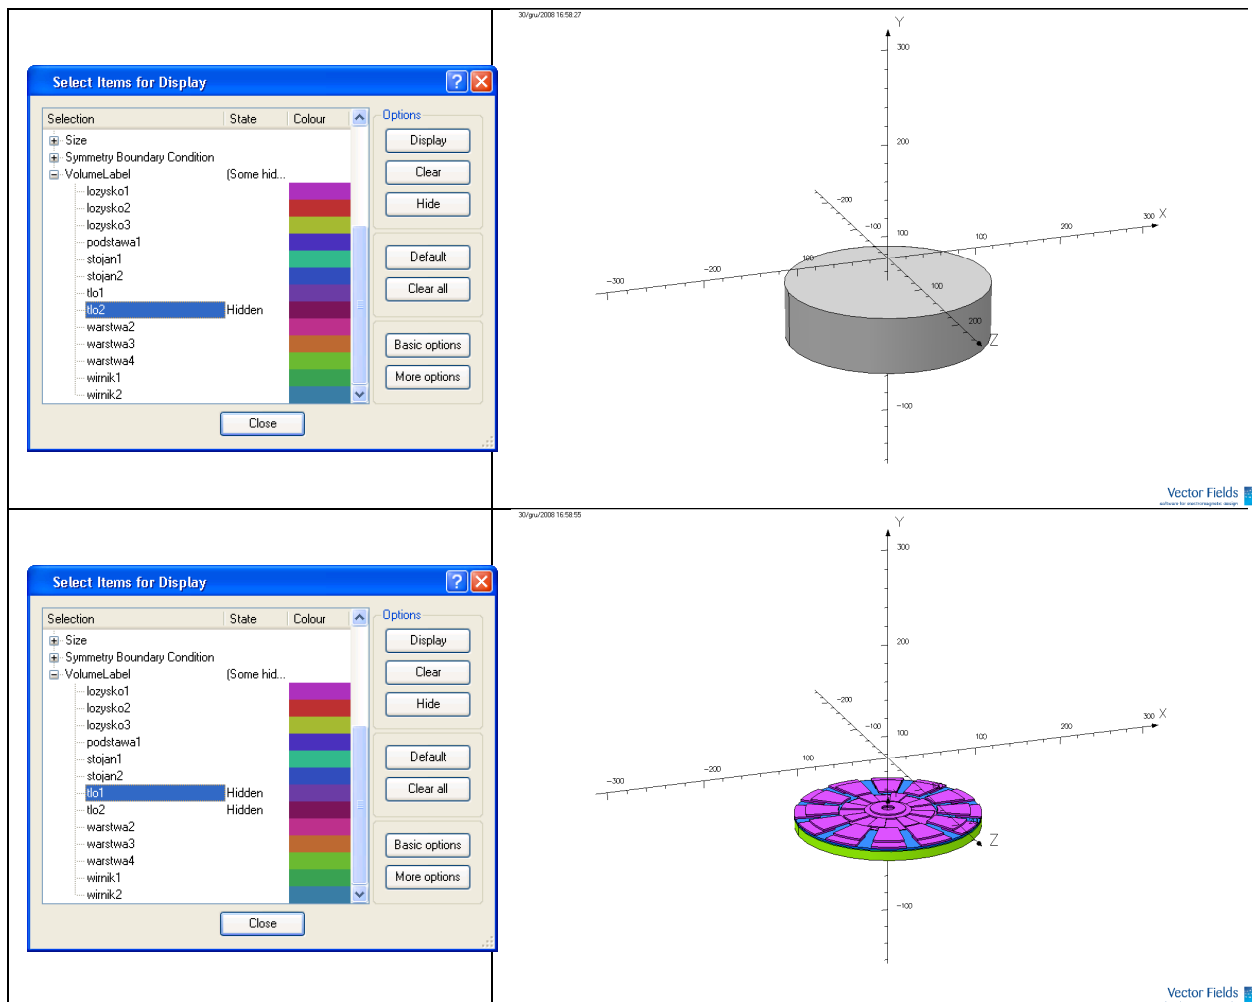 30/gru/2008 16:58:27
Select Items for Display
Selection State Colour
Size
Symmetry Boundary Condition
VolumeLabel (Some hid...
lozysko1
lozysko2
lozysko3
podstawa1
stojan1
stojan2
tlo1
tlo2 Hidden
warstwa2
warstwa3
warstwa4
wirnik1
wirnik2
Options
Display
Clear
Hide
Default
Clear all
Basic options
More options
Close
Y
300
200
100
-100
-300
-200
100
200
300
X
-200
-100
100
200
Z
Vector Fields
software for electromagnetic design
30/gru/2008 16:58:55
Select Items for Display
Selection State Colour
Size
Symmetry Boundary Condition
VolumeLabel (Some hid...
lozysko1
lozysko2
lozysko3
podstawa1
stojan1
stojan2
tlo1 Hidden
tlo2 Hidden
warstwa2
warstwa3
warstwa4
wirnik1
wirnik2
Options
Display
Clear
Hide
Default
Clear all
Basic options
More options
Close
Y
300
200
100
-100
-300
-200
100
200
300
X
-200
-100
Z
Vector Fields